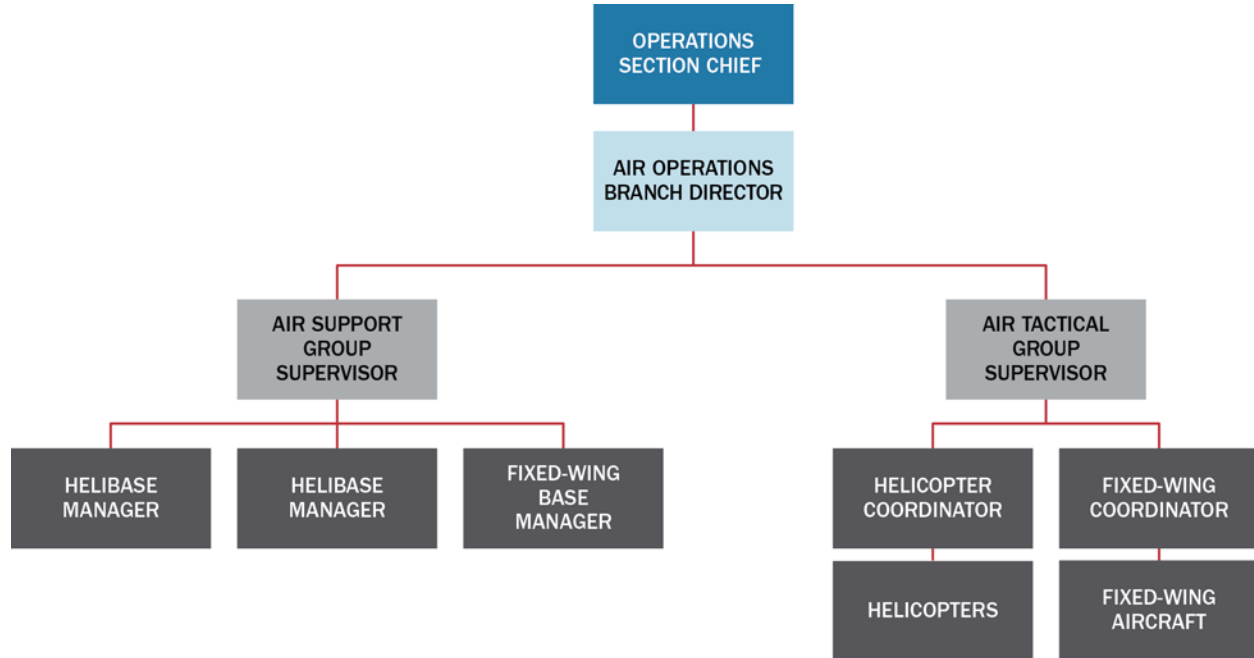 OPERATIONS
SECTION CHIEF
AIR OPERATIONS
BRANCH DIRECTOR
AIR SUPPORT
GROUP
SUPERVISOR
AIR TACTICAL
GROUP
SUPERVISOR
HELIBASE
MANAGER
HELIBASE
MANAGER
FIXED-WING
BASE
MANAGER
HELICOPTER
COORDINATOR
FIXED-WING
COORDINATOR
HELICOPTERS
FIXED-WING
AIRCRAFT